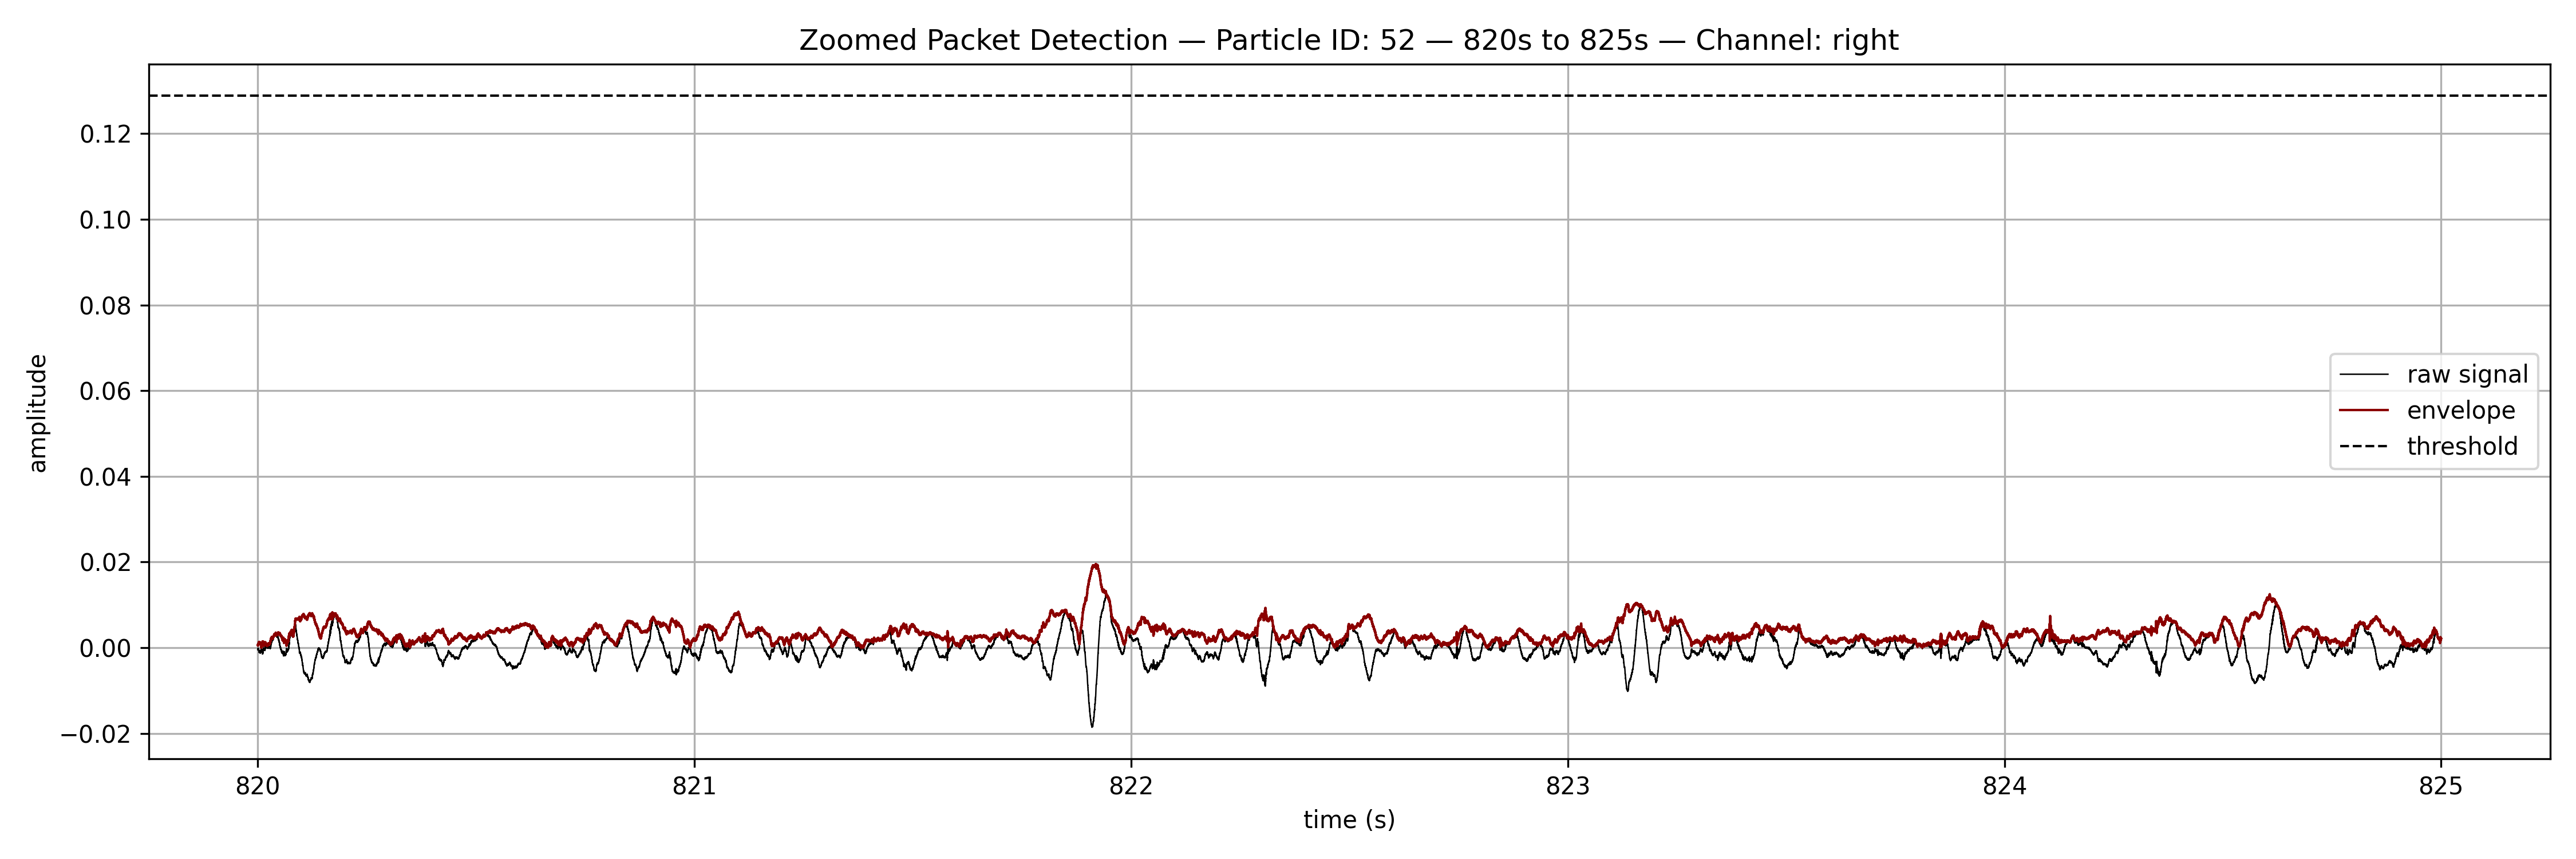 Zoomed Packet Detection — Particle ID: 52 — 820s to 825s — Channel: right
amplitude
0.12
0.10
0.08
0.06
0.04
0.02
0.00
−0.02
raw signal
envelope
threshold
820
821
822
823
824
825
time (s)